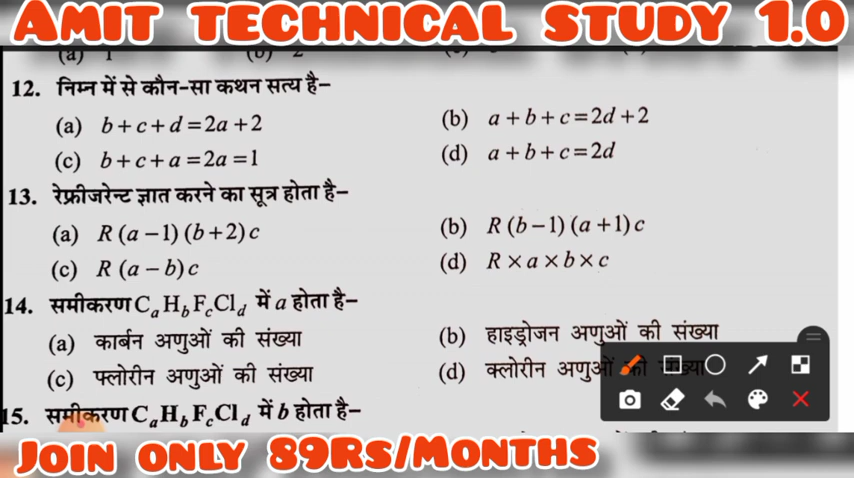 AMIT TECHNICAL STUDY 1.0
12. निम्न में से कौन-सा कथन सत्य है–
(a) b + c + d = 2a + 2 (b) a + b + c = 2d + 2
(c) b + c + a = 2a = 1 (d) a + b + c = 2d
13. रेफ्रीजरेन्ट ज्ञात करने का सूत्र होता है–
(a) R (a – 1) (b + 2) c (b) R (b – 1) (a + 1) c
(c) R (a – b) c (d) R × a × b × c
14. समीकरण CaHbFcCld में a होता है–
(a) कार्बन अणुओं की संख्या (b) हाइड्रोजन अणुओं की संख्या
(c) फ्लोरीन अणुओं की संख्या (d) क्लोरीन अणुओं की संख्या
15. समीकरण CaHbFcCld में b होता है–
JOIN ONLY 89RS/MONTHS